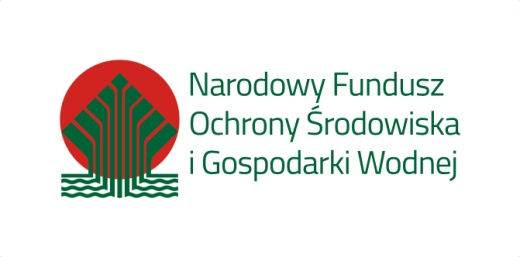 Narodowy Fundusz
Ochrony Środowiska
i Gospodarki Wodnej